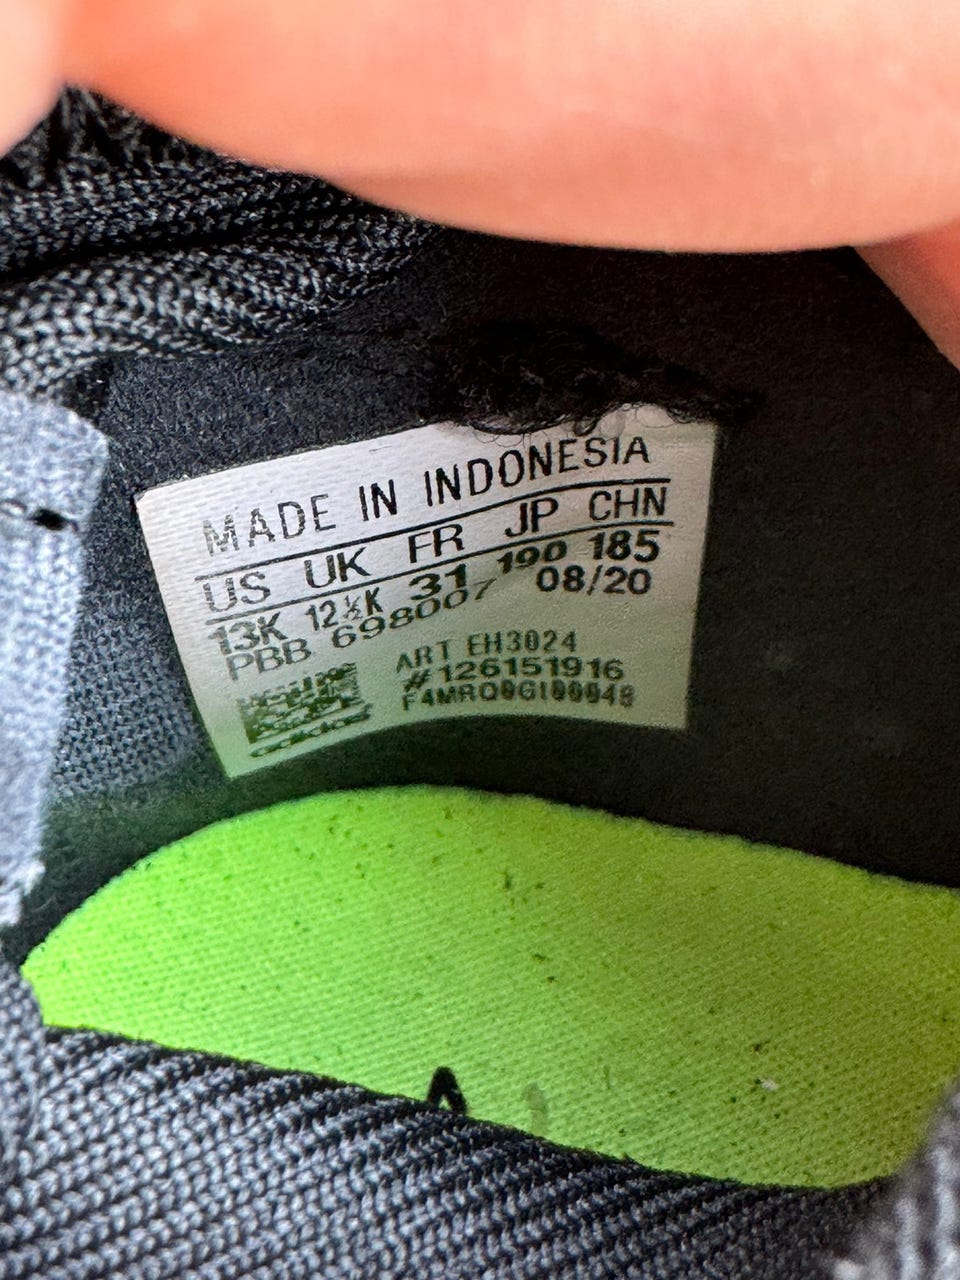 MADE IN INDONESIA
US UK FR JP CHN
13K 12½K 31 190 185
PBB 698007 08/20
ART EH3024
#126151916
adidas